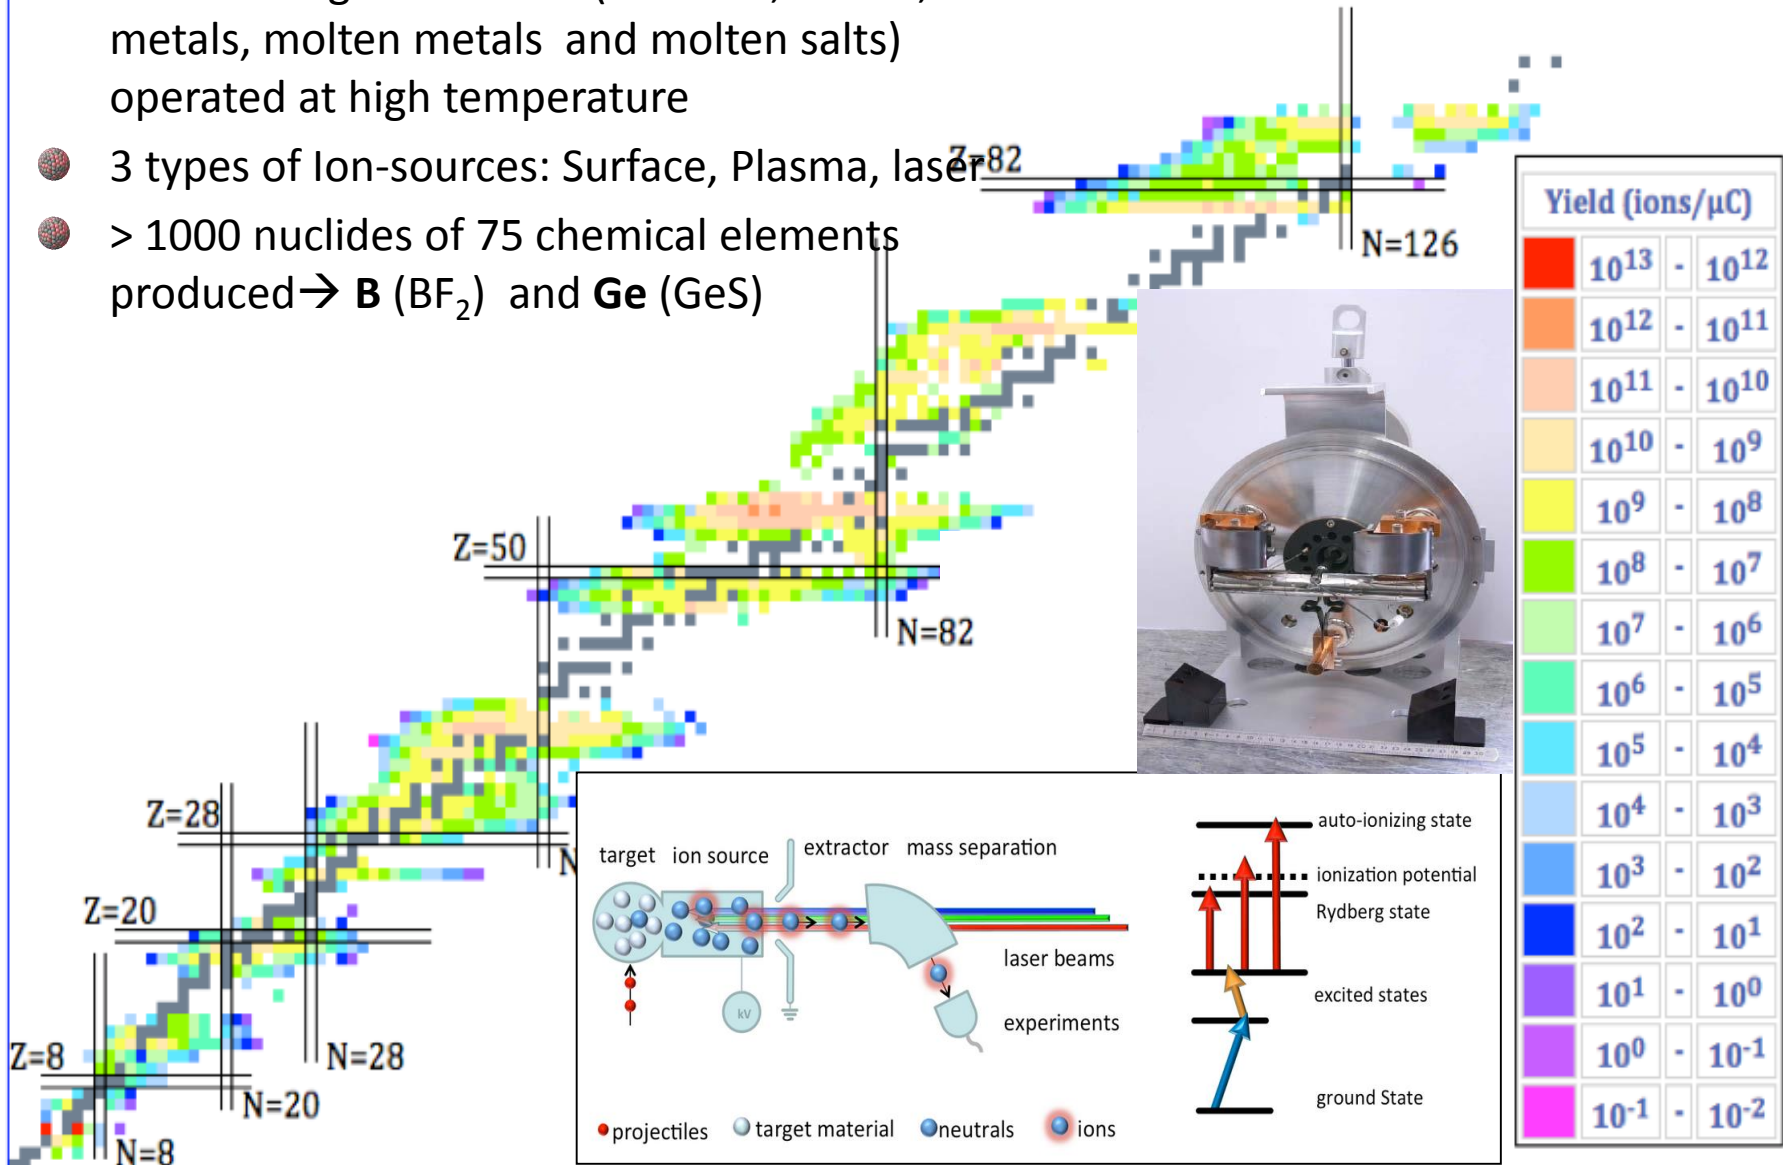 metals, molten metals and molten salts)
operated at high temperature
3 types of Ion-sources: Surface, Plasma, laser
> 1000 nuclides of 75 chemical elements
produced→ B (BF₂) and Ge (GeS)
Z=82
N=126
Z=50
N=82
Z=28
N
Z=20
N=28
Z=8
N=20
N=8
Yield (ions/μC)
10¹³ - 10¹²
10¹² - 10¹¹
10¹¹ - 10¹⁰
10¹⁰ - 10⁹
10⁹ - 10⁸
10⁸ - 10⁷
10⁷ - 10⁶
10⁶ - 10⁵
10⁵ - 10⁴
10⁴ - 10³
10³ - 10²
10² - 10¹
10¹ - 10⁰
10⁰ - 10⁻¹
10⁻¹ - 10⁻²
target ion source extractor mass separation
kV
laser beams
experiments
projectiles target material neutrals ions
auto-ionizing state
ionization potential
Rydberg state
excited states
ground State